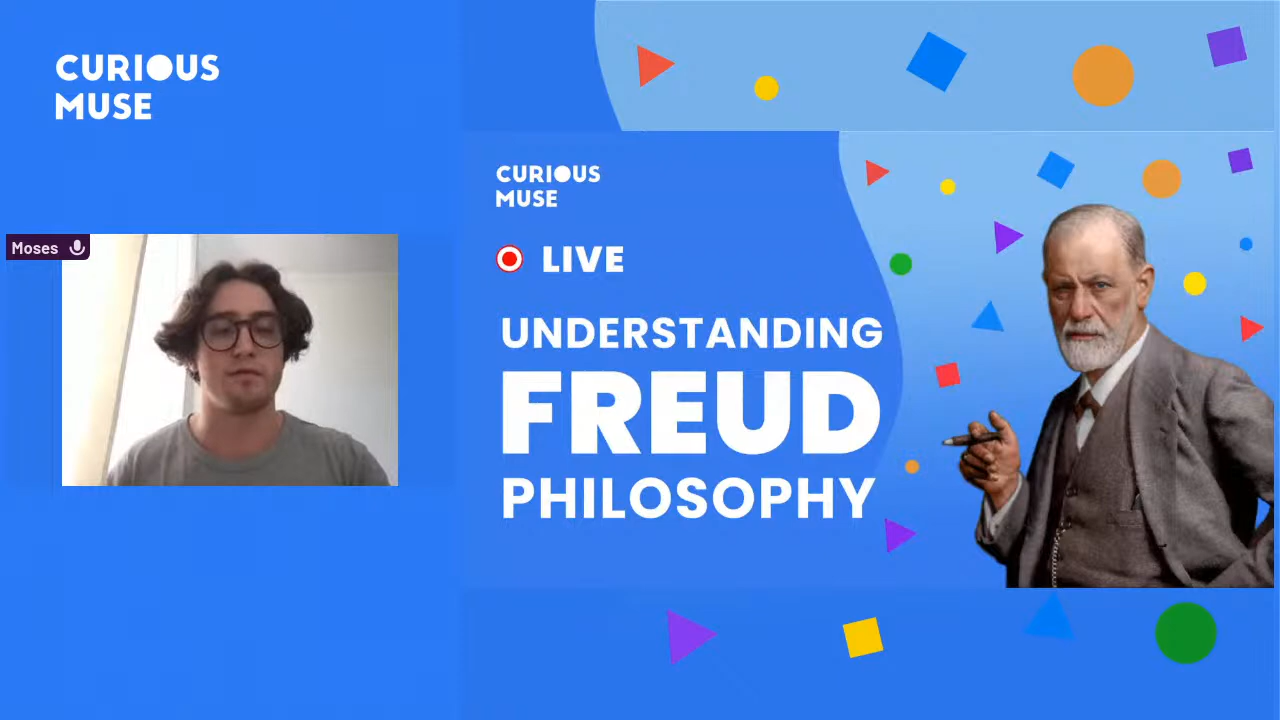 CURIOUS
MUSE
Moses
CURIOUS
MUSE
LIVE
UNDERSTANDING
FREUD
PHILOSOPHY